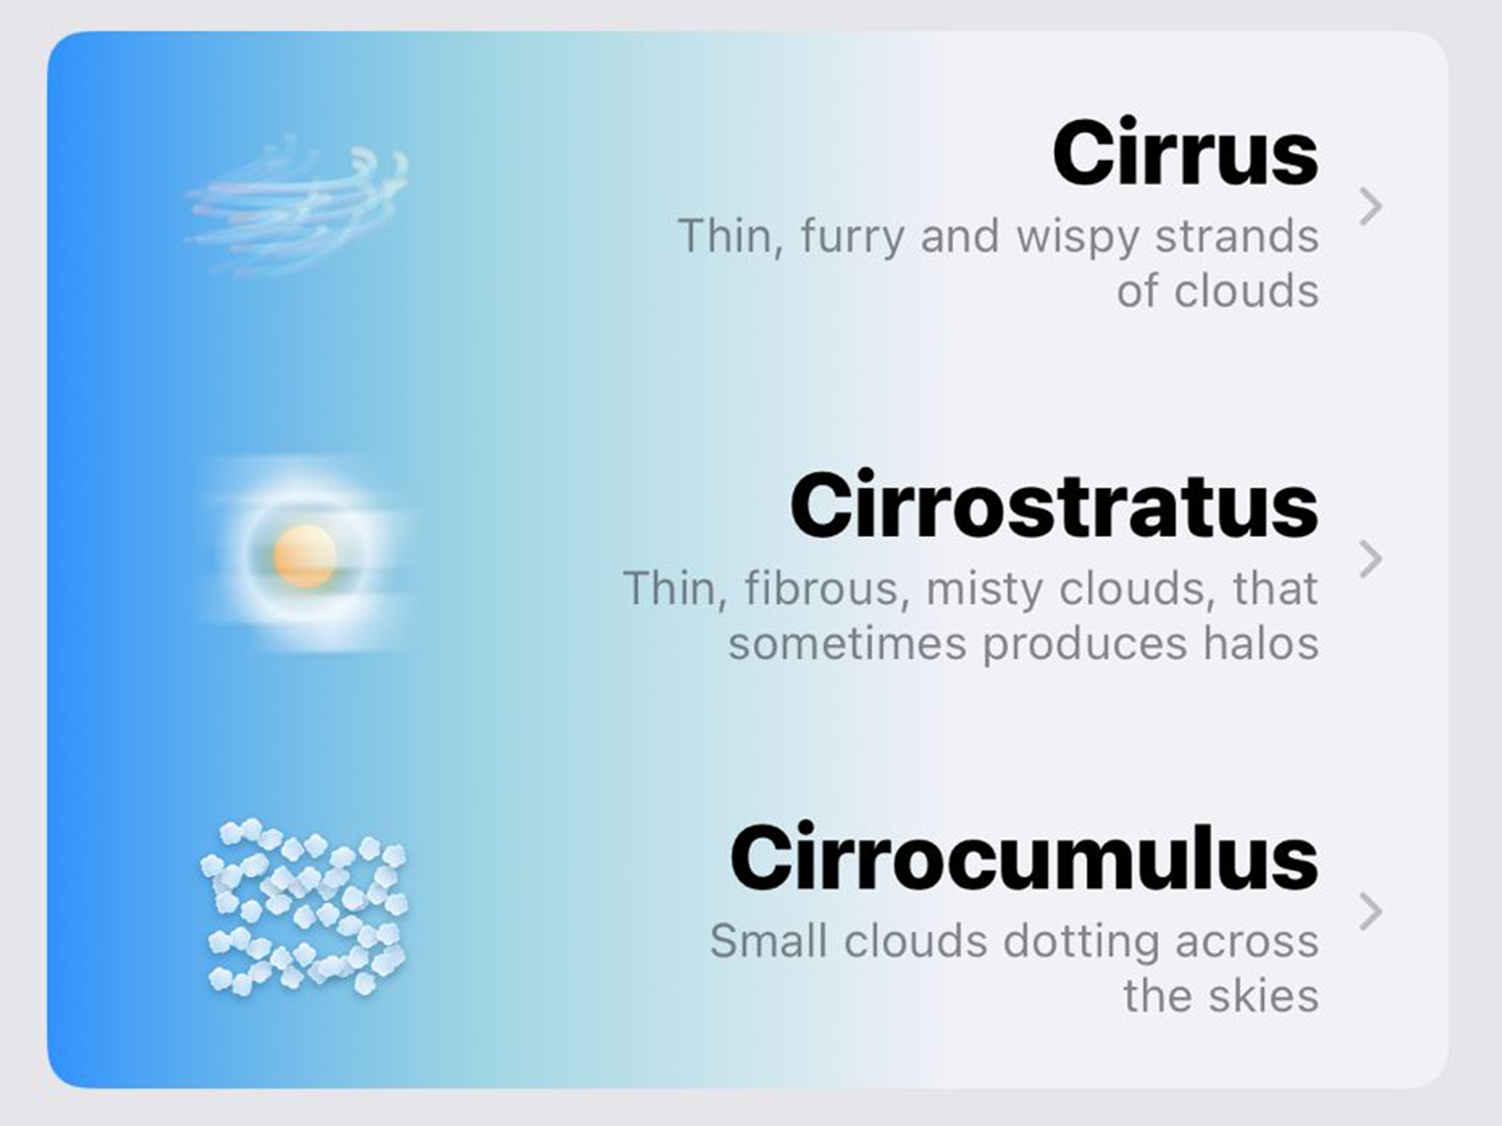 Cirrus
Thin, furry and wispy strands
of clouds
Cirrostratus
Thin, fibrous, misty clouds, that
sometimes produces halos
Cirrocumulus
Small clouds dotting across
the skies